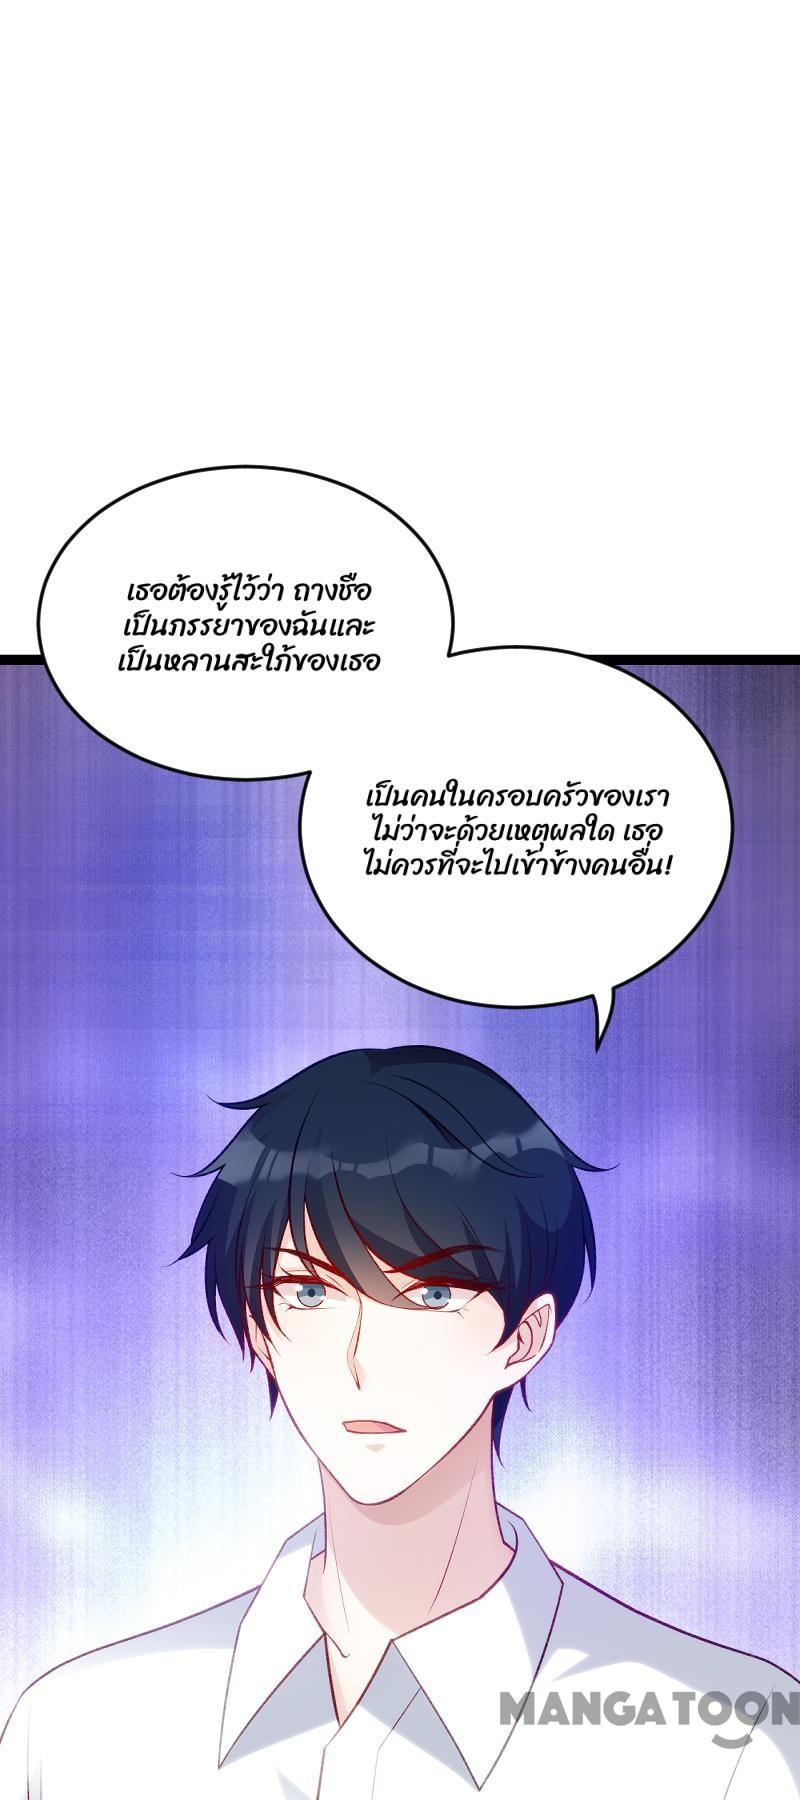 เธอต้องรู้ไว้ว่า ถางซือ
เป็นภรรยาของฉันและ
เป็นหลานสะใภ้ของเธอ
เป็นคนในครอบครัวของเรา
ไม่ว่าจะด้วยเหตุผลใด เธอ
ไม่ควรที่จะไปเข้าข้างคนอื่น!
MANGATOON